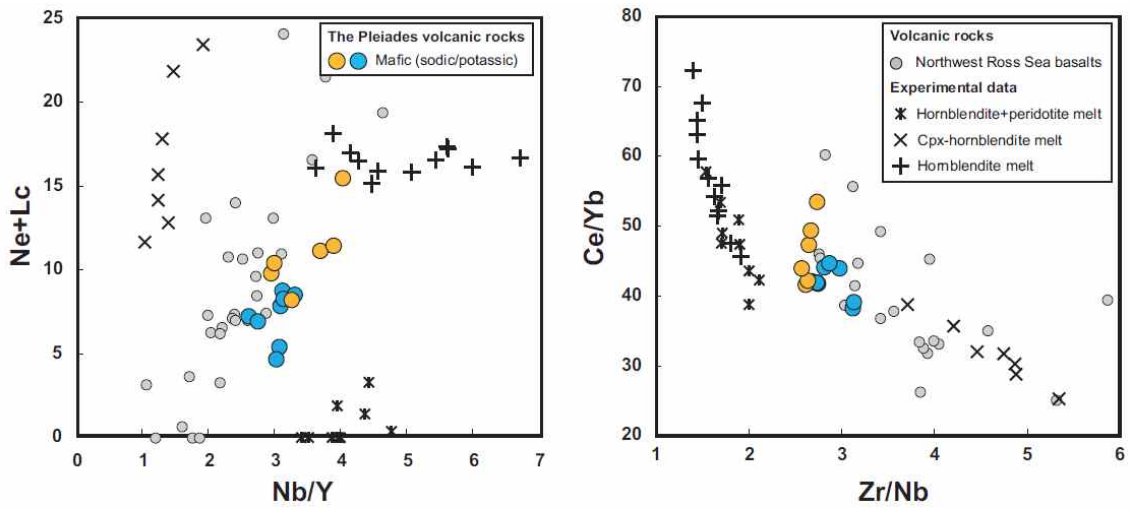 25
20
15
10
5
0
Ne+Lc
The Pleiades volcanic rocks
Mafic (sodic/potassic)
0
1
2
3
4
5
6
7
Nb/Y
80
70
60
50
40
30
20
Ce/Yb
Volcanic rocks
Northwest Ross Sea basalts
Experimental data
Hornblendite+peridotite melt
Cpx-hornblendite melt
Hornblendite melt
1
2
3
4
5
6
Zr/Nb